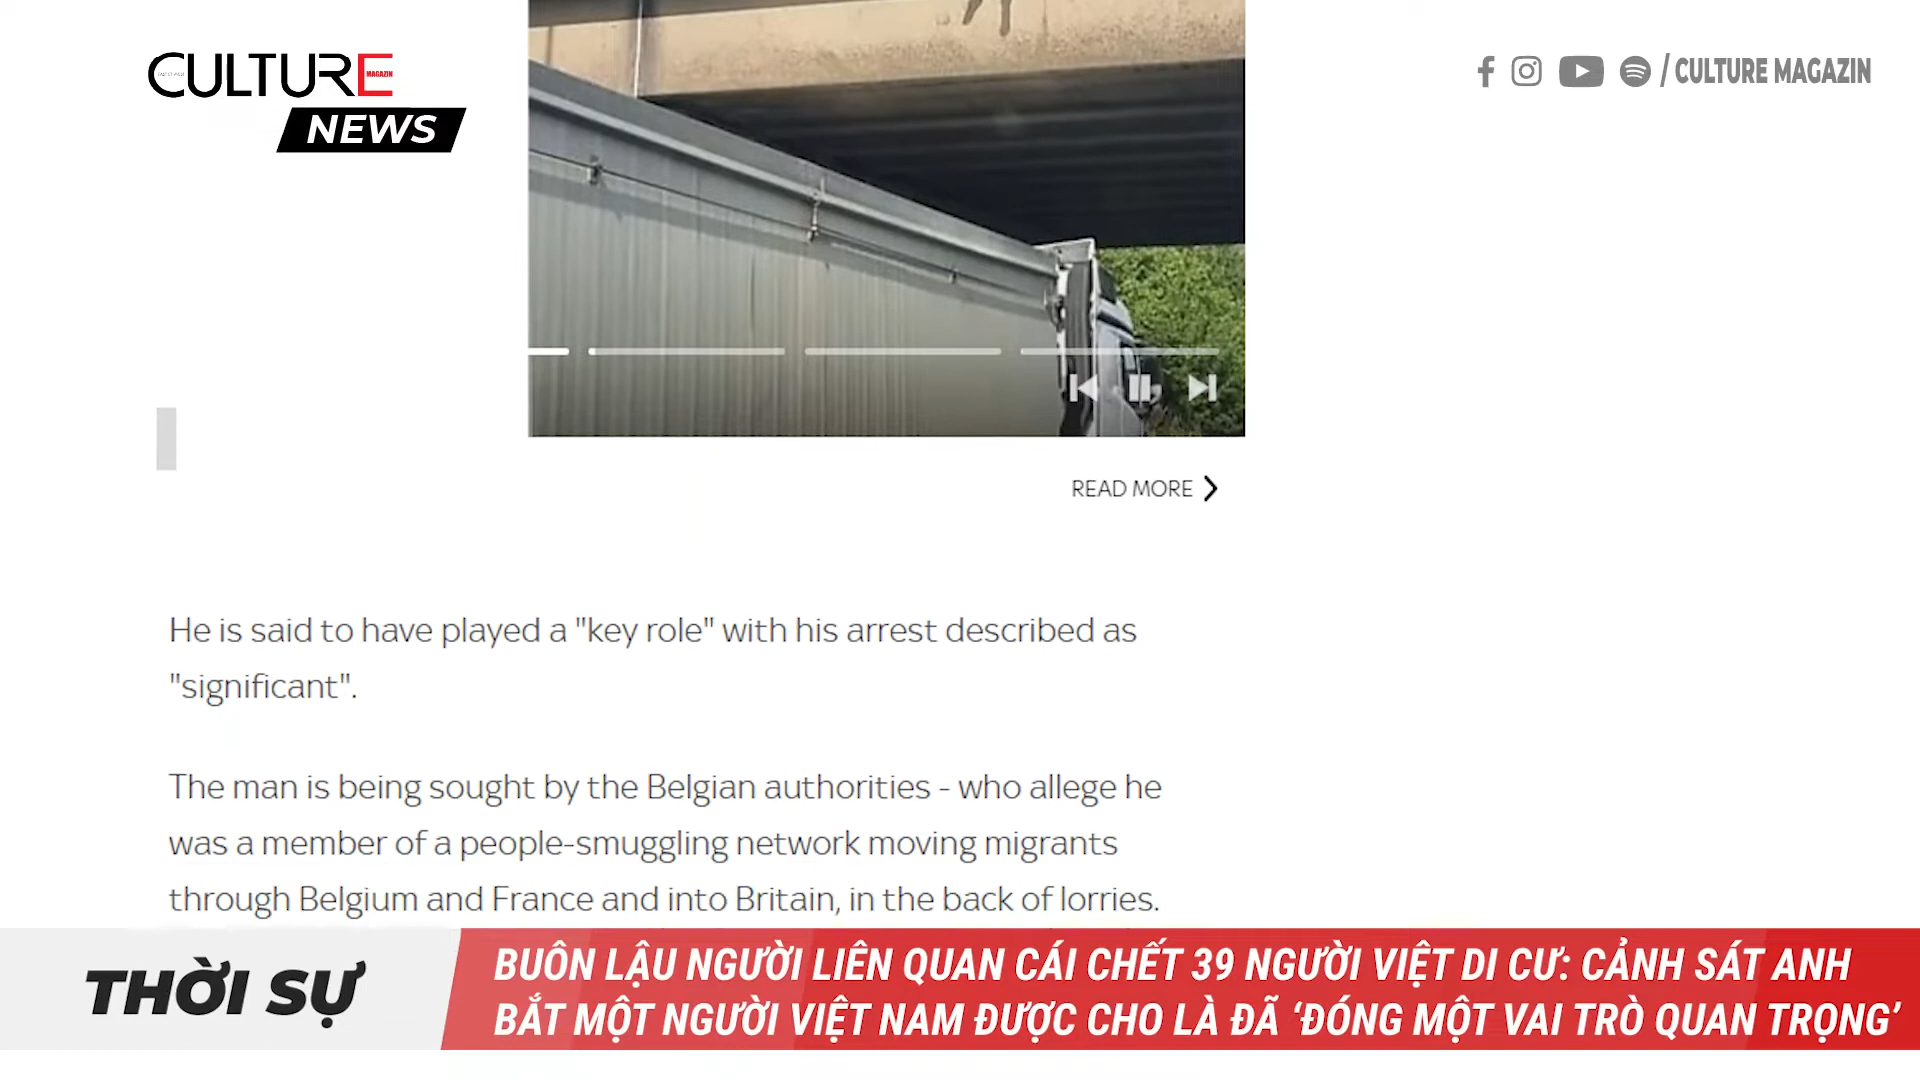 CULTURE
MAGAZIN
NEWS
/ CULTURE MAGAZIN
READ MORE
He is said to have played a "key role" with his arrest described as
"significant".
The man is being sought by the Belgian authorities - who allege he
was a member of a people-smuggling network moving migrants
through Belgium and France and into Britain, in the back of lorries.
THỜI SỰ
BUÔN LẬU NGƯỜI LIÊN QUAN CÁI CHẾT 39 NGƯỜI VIỆT DI CƯ: CẢNH SÁT ANH
BẮT MỘT NGƯỜI VIỆT NAM ĐƯỢC CHO LÀ ĐÃ ‘ĐÓNG MỘT VAI TRÒ QUAN TRỌNG’